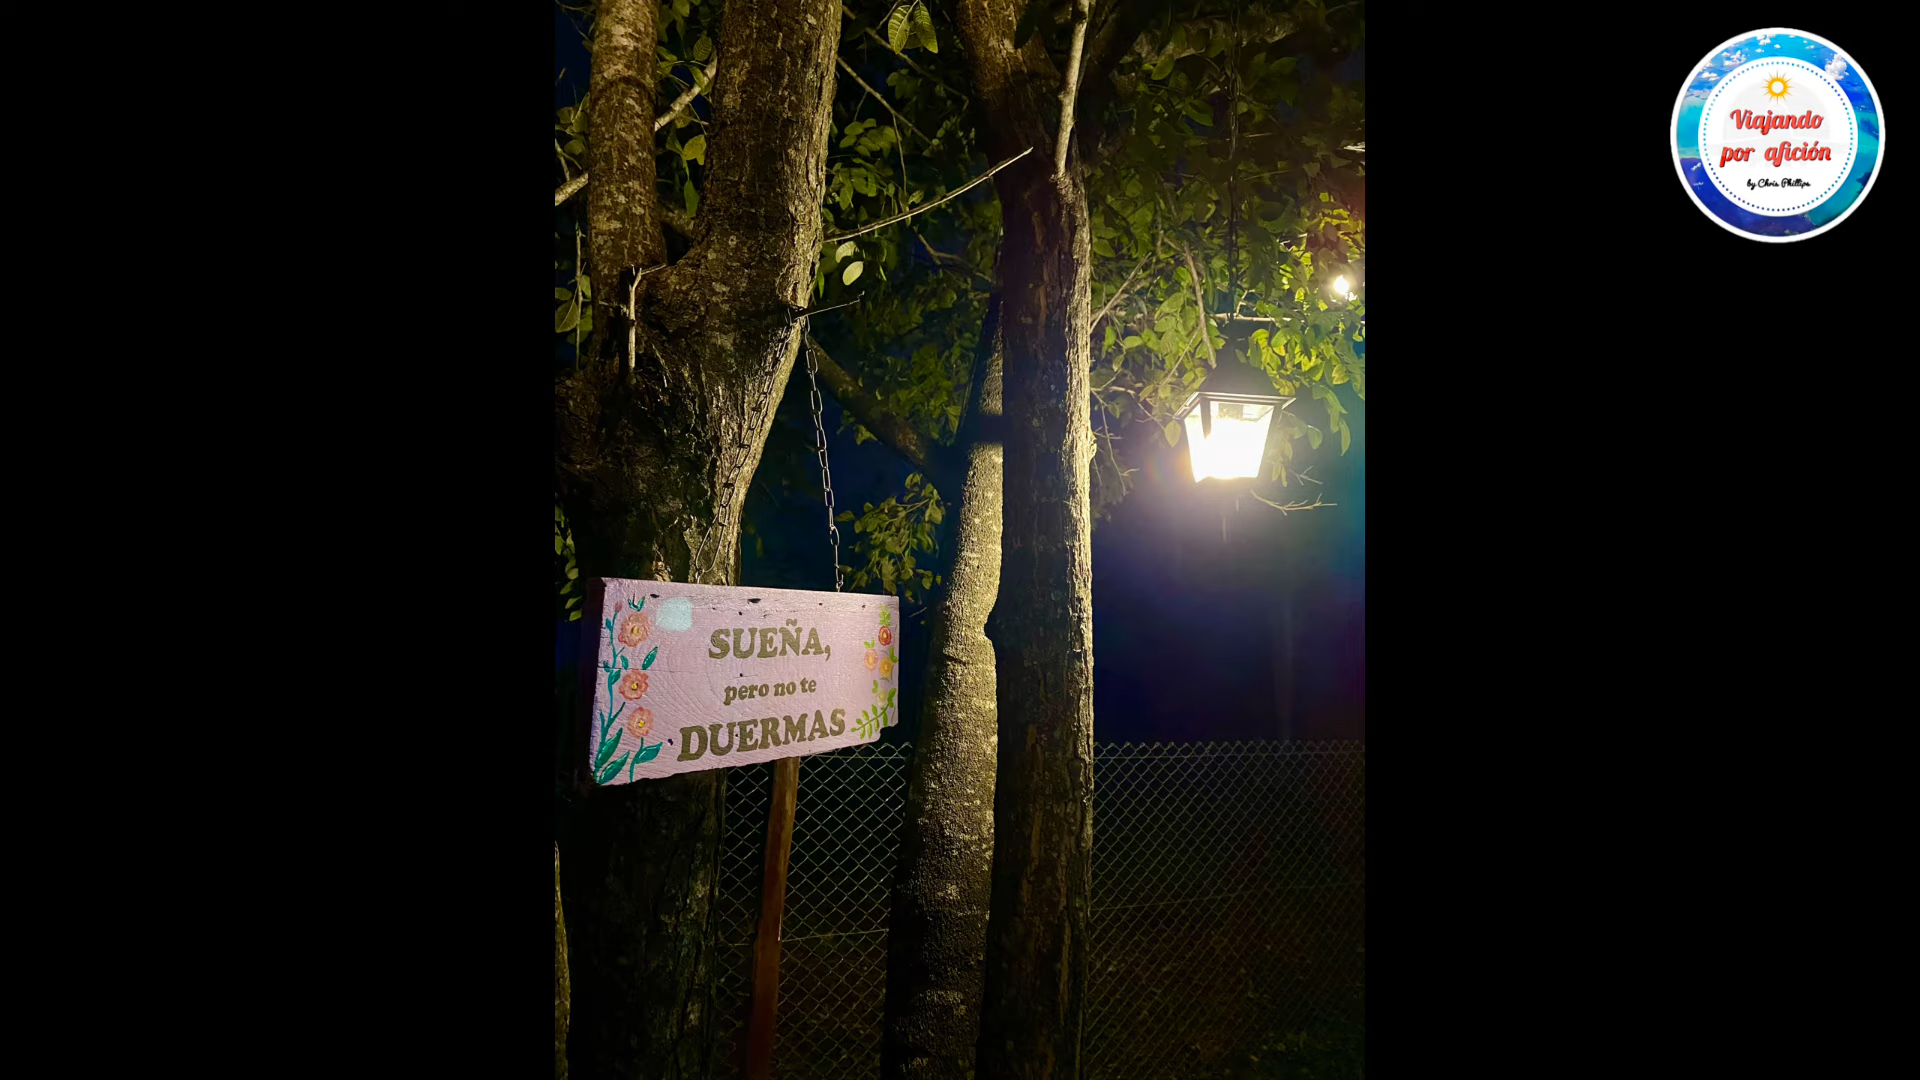 SUEÑA,
pero no te
DUERMAS
Viajando
por afición
by Chris Phillips